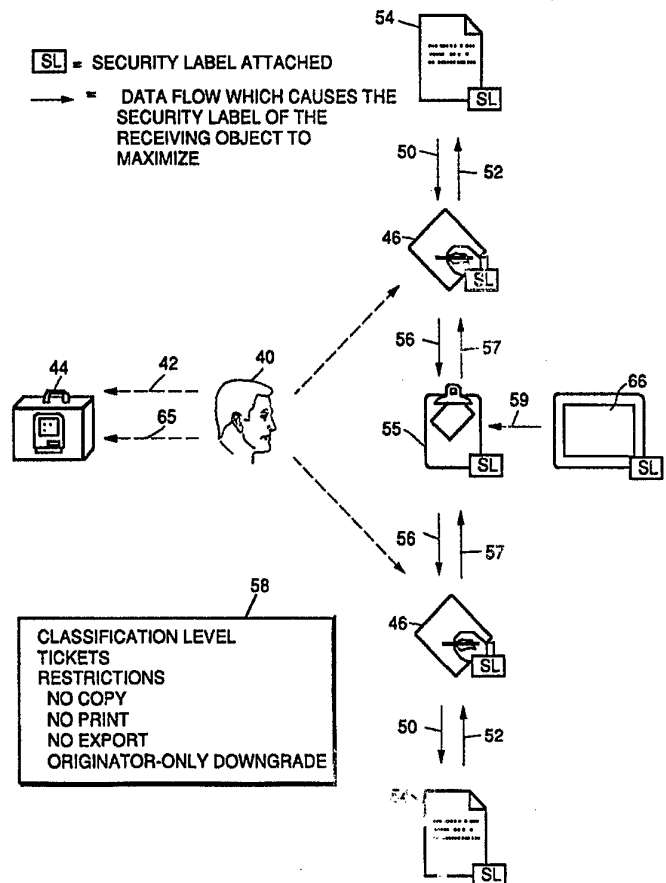 54
SL = SECURITY LABEL ATTACHED
SL
= DATA FLOW WHICH CAUSES THE
SECURITY LABEL OF THE
RECEIVING OBJECT TO
MAXIMIZE
50
52
46
SL
44
42
40
56
57
66
65
55
59
SL
SL
56
57
58
46
CLASSIFICATION LEVEL
TICKETS
RESTRICTIONS
NO COPY
NO PRINT
NO EXPORT
ORIGINATOR-ONLY DOWNGRADE
SL
50
52
54
SL